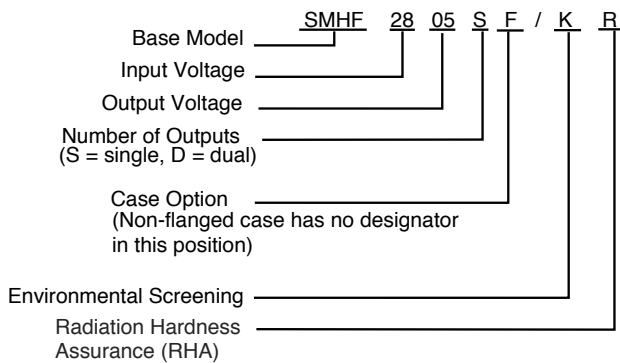 SMHF 28 05 S F / K R
Base Model
Input Voltage
Output Voltage
Number of Outputs
(S = single, D = dual)
Case Option
(Non-flanged case has no designator
in this position)
Environmental Screening
Radiation Hardness
Assurance (RHA)